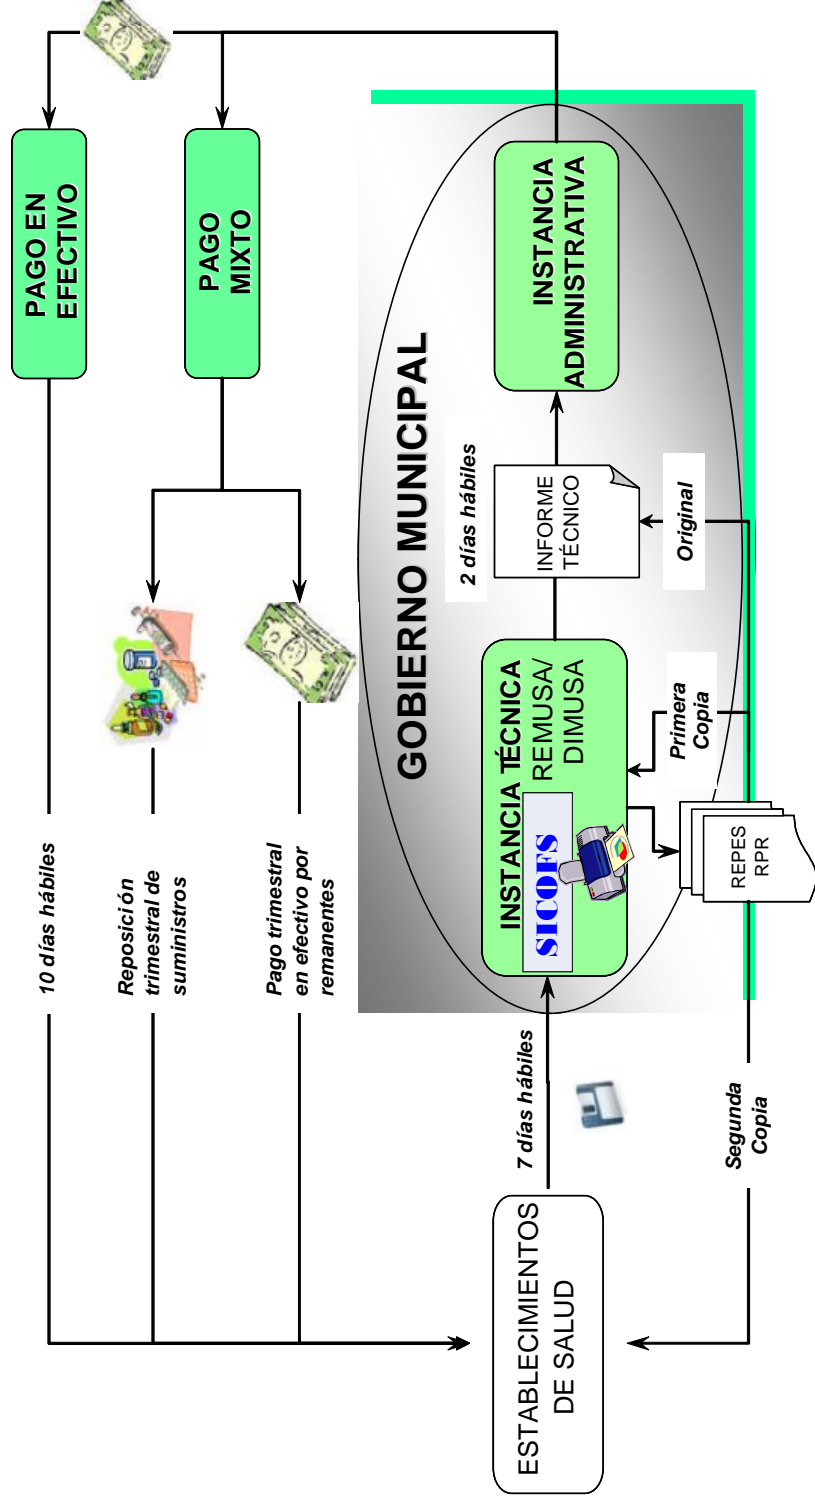 PAGO EN
EFECTIVO
PAGO
MIXTO
10 días hábiles
Reposición
trimestral de
suministros
Pago trimestral
en efectivo por
remanentes
GOBIERNO MUNICIPAL
ESTABLECIMIENTOS
DE SALUD
7 días hábiles
INSTANCIA TÉCNICA
REMUSA/
DIMUSA
SICOFS
2 días hábiles
INFORME
TÉCNICO
INSTANCIA
ADMINISTRATIVA
Segunda
Copia
REPES
RPR
Primera
Copia
Original